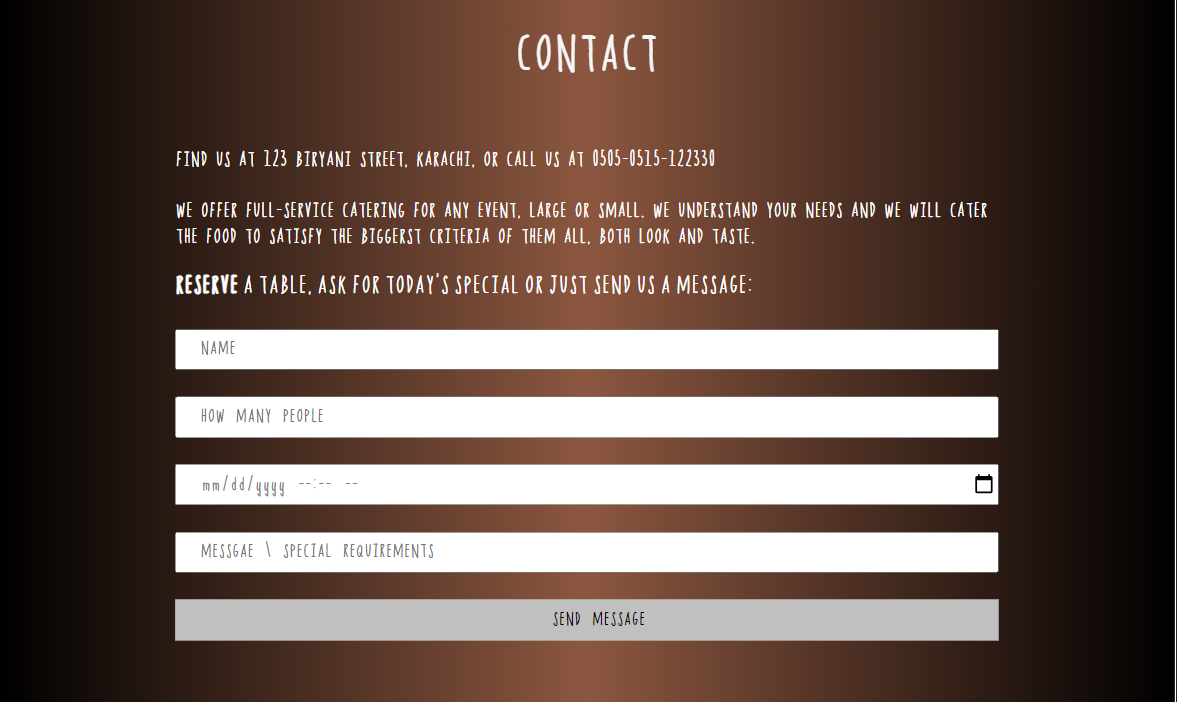 CONTACT
FIND US AT 123 BIRYANI STREET, KARACHI, OR CALL US AT 0505-0515-122330
WE OFFER FULL-SERVICE CATERING FOR ANY EVENT, LARGE OR SMALL. WE UNDERSTAND YOUR NEEDS AND WE WILL CATER
THE FOOD TO SATISFY THE BIGGERST CRITERIA OF THEM ALL, BOTH LOOK AND TASTE.
RESERVE A TABLE, ASK FOR TODAY'S SPECIAL OR JUST SEND US A MESSAGE:
NAME
HOW MANY PEOPLE
mm/dd/yyyy --:-- --
MESSGAE \ SPECIAL REQUIREMENTS
SEND MESSAGE